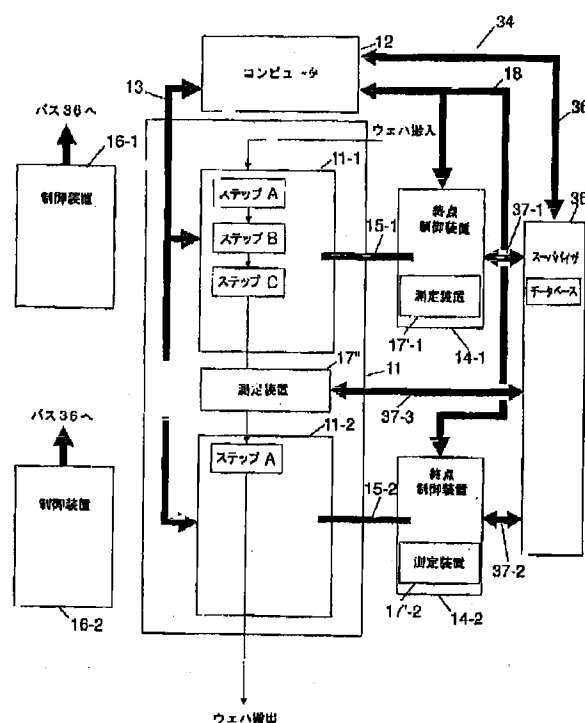 12
34
コンピュータ
13
18
バス36へ
ウェハ搬入
36
16-1
11-1
制御装置
ステップA
終点
制御装置
37-1
36
ステップB
15-1
スーパバイザ
データベース
ステップC
測定装置
17'-1
14-1
17"
測定装置
11
11-2
37-3
バス36へ
ステップA
制御装置
終点
制御装置
15-2
測定装置
37-2
16-2
17'-2
14-2
ウェハ搬出